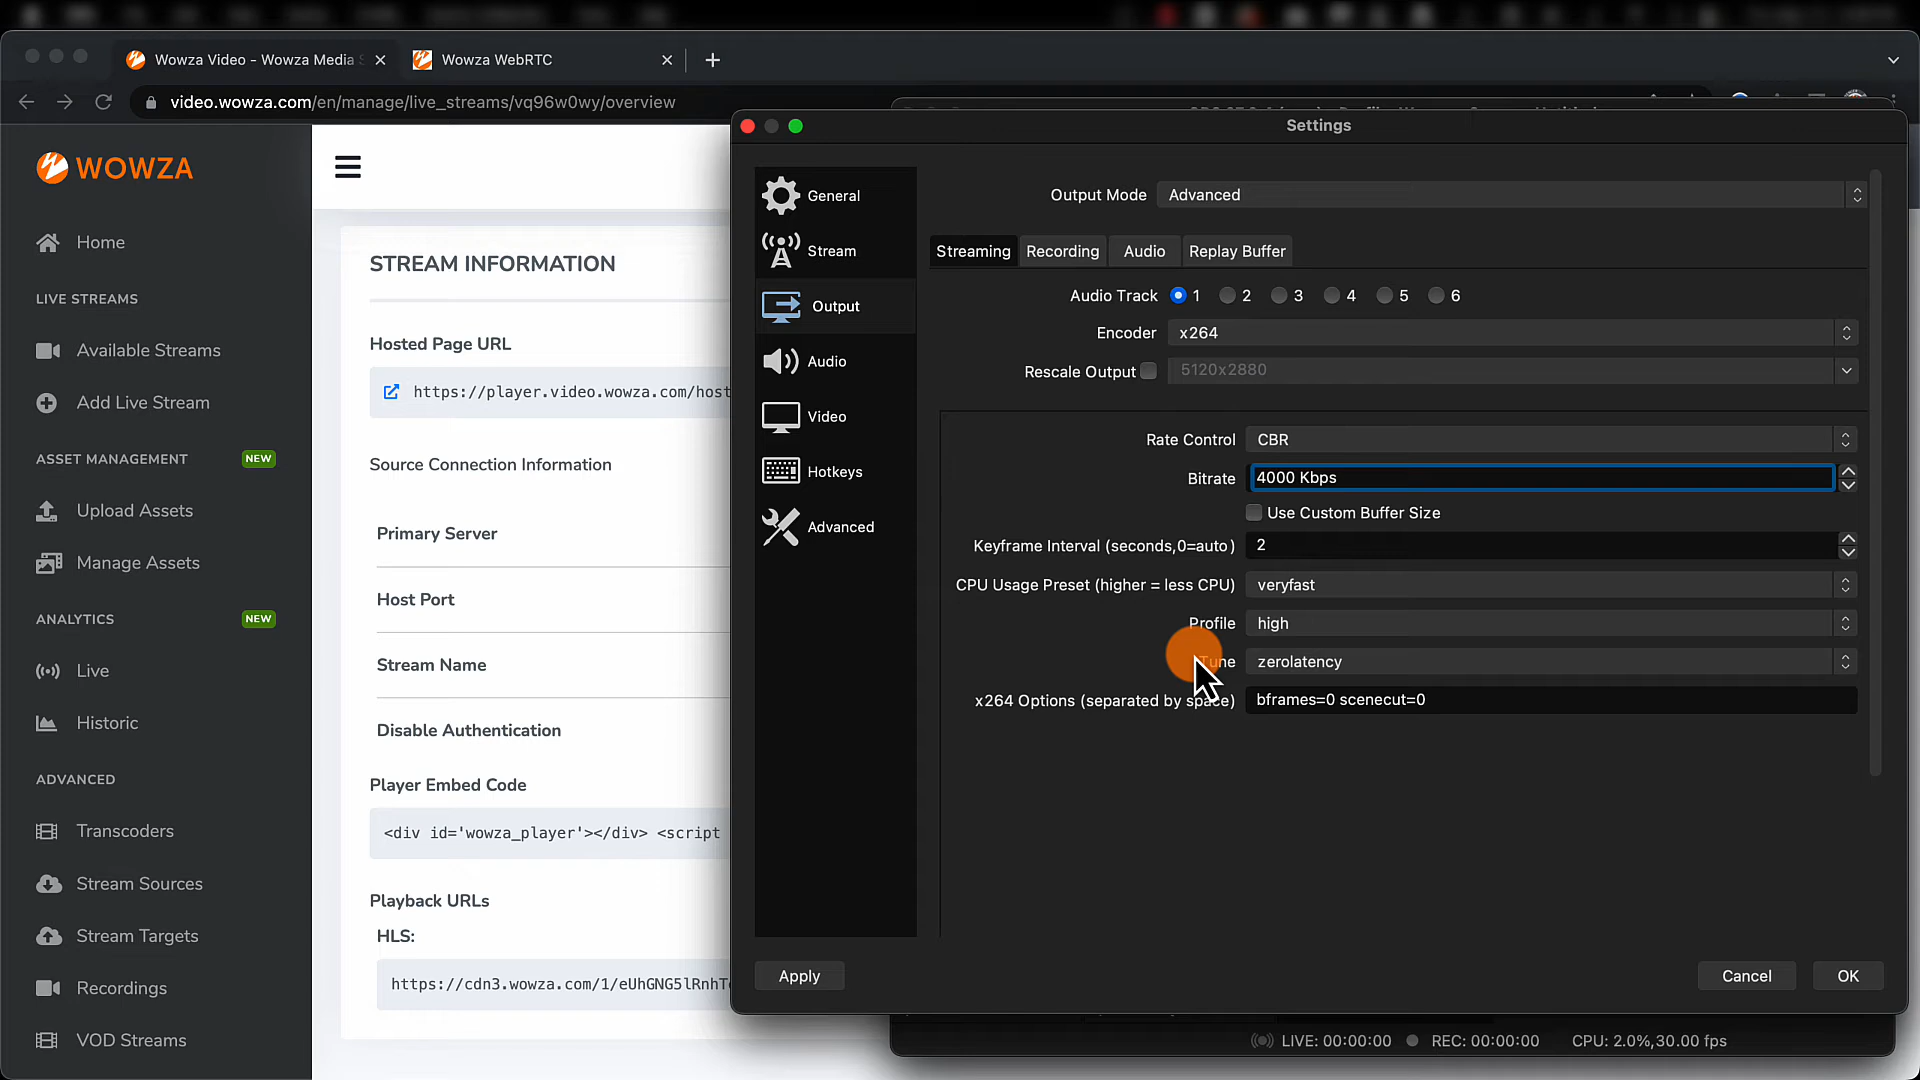 Wowza Video - Wowza Media S
Wowza WebRTC
video.wowza.com/en/manage/live_streams/vq96w0wy/overview
WOWZA
Home
LIVE STREAMS
Available Streams
Add Live Stream
ASSET MANAGEMENT NEW
Upload Assets
Manage Assets
ANALYTICS NEW
Live
Historic
ADVANCED
Transcoders
Stream Sources
Stream Targets
Recordings
VOD Streams
STREAM INFORMATION
Hosted Page URL
https://player.video.wowza.com/host
Source Connection Information
Primary Server
Host Port
Stream Name
Disable Authentication
Player Embed Code
<div id='wowza_player'></div> <script
Playback URLs
HLS:
https://cdn3.wowza.com/1/eUhGNG5lRnhT
Settings
General
Stream
Output
Audio
Video
Hotkeys
Advanced
Output Mode Advanced
Streaming Recording Audio Replay Buffer
Audio Track 1 2 3 4 5 6
Encoder x264
Rescale Output 5120x2880
Rate Control CBR
Bitrate 4000 Kbps
Use Custom Buffer Size
Keyframe Interval (seconds,0=auto) 2
CPU Usage Preset (higher = less CPU) veryfast
Profile high
Tune zerolatency
x264 Options (separated by space) bframes=0 scenecut=0
Apply
Cancel
OK
LIVE: 00:00:00 REC: 00:00:00 CPU: 2.0%,30.00 fps